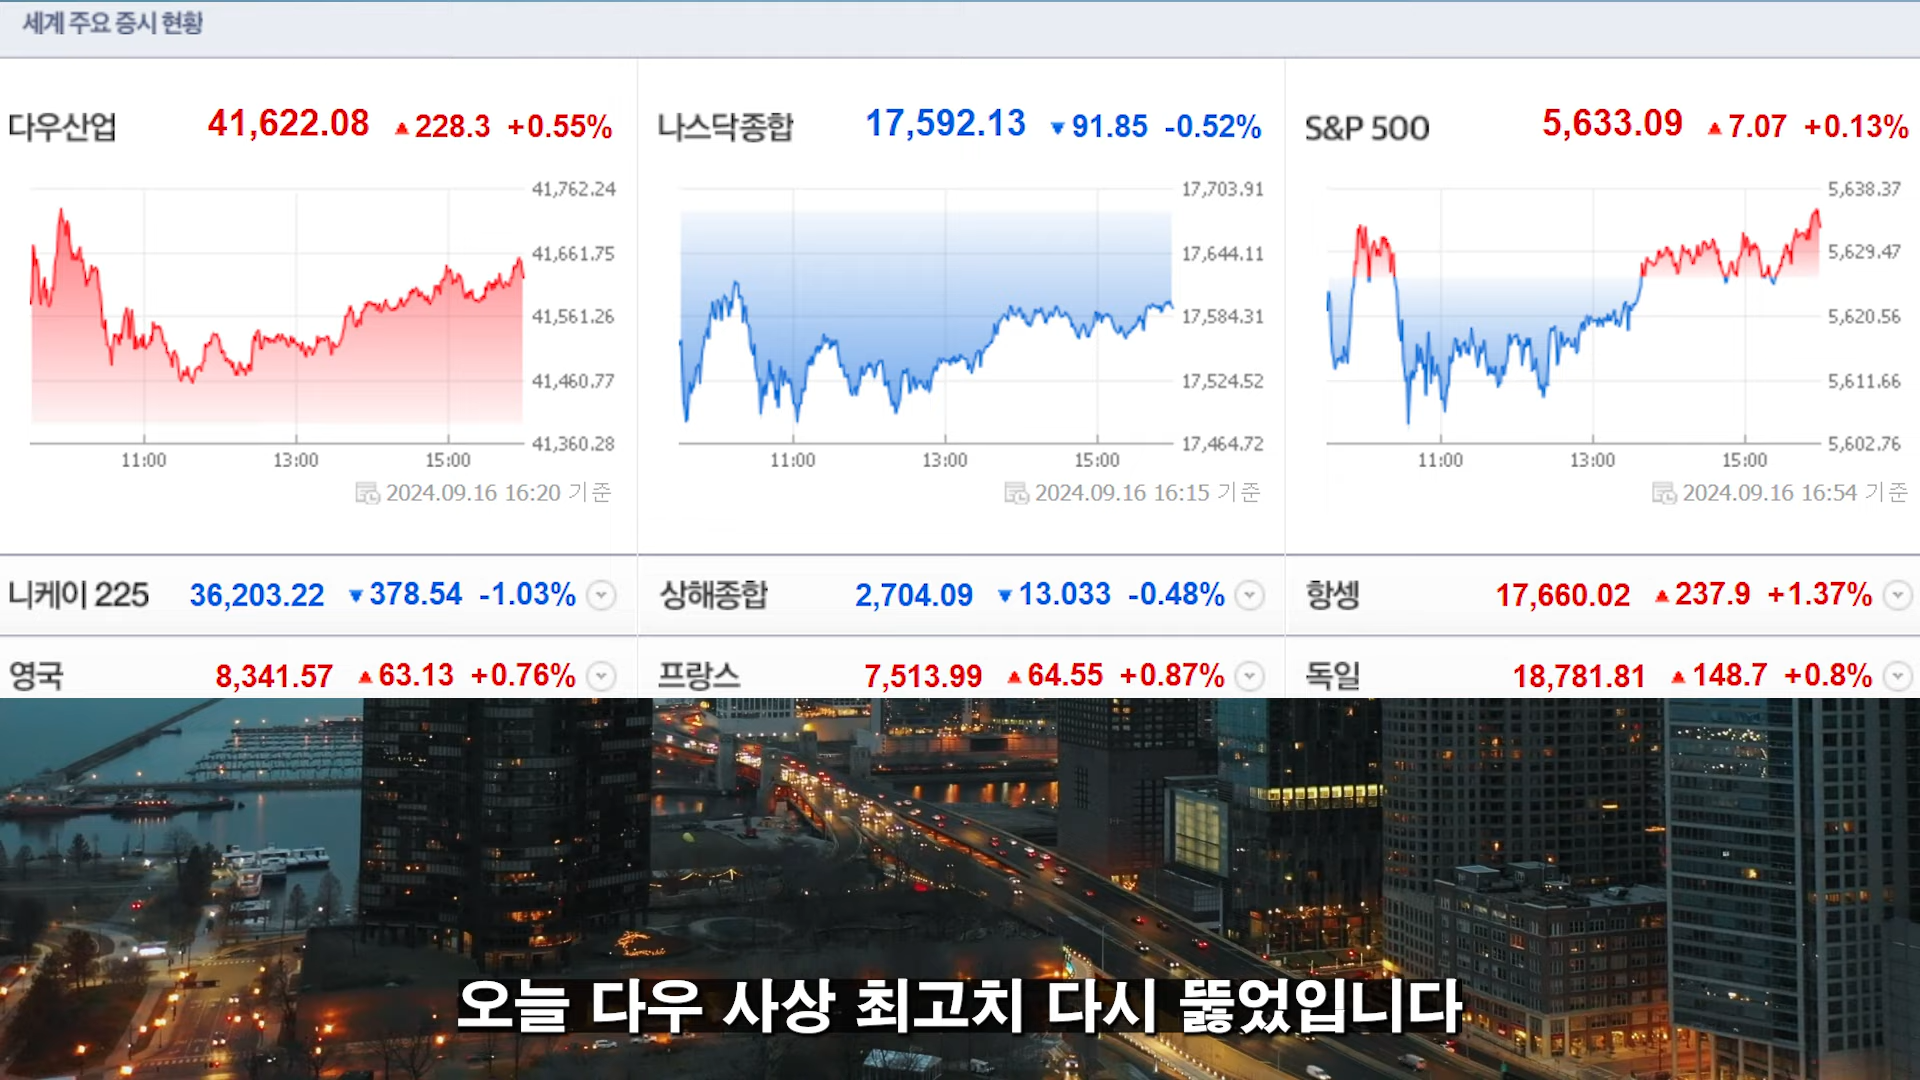 세계 주요 증시 현황
다우산업 41,622.08 ▲228.3 +0.55%
41,762.24
41,661.75
41,561.26
41,460.77
41,360.28
11:00 13:00 15:00
2024.09.16 16:20 기준
나스닥종합 17,592.13 ▼91.85 -0.52%
17,703.91
17,644.11
17,584.31
17,524.52
17,464.72
11:00 13:00 15:00
2024.09.16 16:15 기준
S&P 500 5,633.09 ▲7.07 +0.13%
5,638.37
5,629.47
5,620.56
5,611.66
5,602.76
11:00 13:00 15:00
2024.09.16 16:54 기준
니케이 225 36,203.22 ▼378.54 -1.03%
상해종합 2,704.09 ▼13.033 -0.48%
항셍 17,660.02 ▲237.9 +1.37%
영국 8,341.57 ▲63.13 +0.76%
프랑스 7,513.99 ▲64.55 +0.87%
독일 18,781.81 ▲148.7 +0.8%
오늘 다우 사상 최고치 다시 뚫었입니다